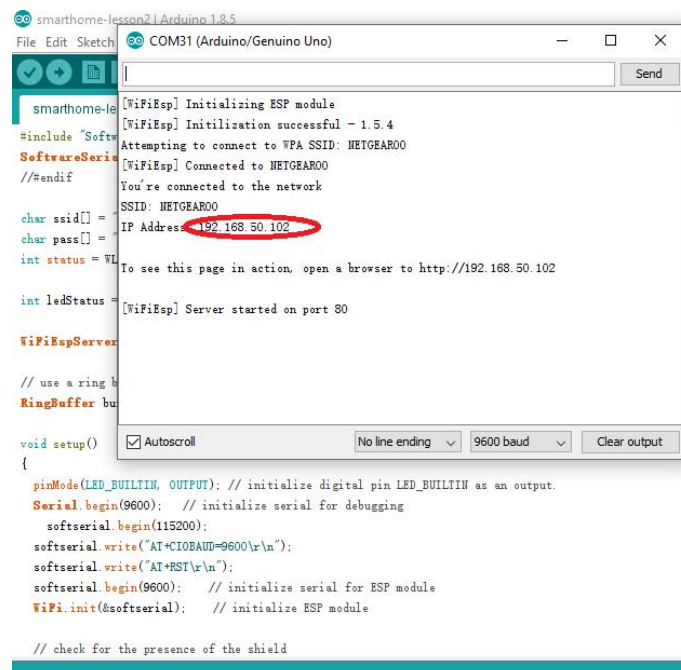 smarthome-lesson2 | Arduino 1.8.5
File Edit Sketch
COM31 (Arduino/Genuino Uno)
Send
smarthome-le
[WiFiEsp] Initializing ESP module
[WiFiEsp] Initilization successful - 1.5.4
Attempting to connect to WPA SSID: NETGEAR00
[WiFiEsp] Connected to NETGEAR00
You're connected to the network
SSID: NETGEAR00
IP Address: 192.168.50.102
To see this page in action, open a browser to http://192.168.50.102
[WiFiEsp] Server started on port 80
Autoscroll
No line ending
9600 baud
Clear output
#include "Softw
SoftwareSeria
//#endif
char ssid[] = "
char pass[] = "
int status = WL
int ledStatus =
WiFiEspServer
// use a ring b
RingBuffer bu
void setup()
{
pinMode(LED_BUILTIN, OUTPUT); // initialize digital pin LED_BUILTIN as an output.
Serial.begin(9600); // initialize serial for debugging
softserial.begin(115200);
softserial.write("AT+CIOBAUD=9600\r\n");
softserial.write("AT+RST\r\n");
softserial.begin(9600); // initialize serial for ESP module
WiFi.init(&softserial); // initialize ESP module
// check for the presence of the shield